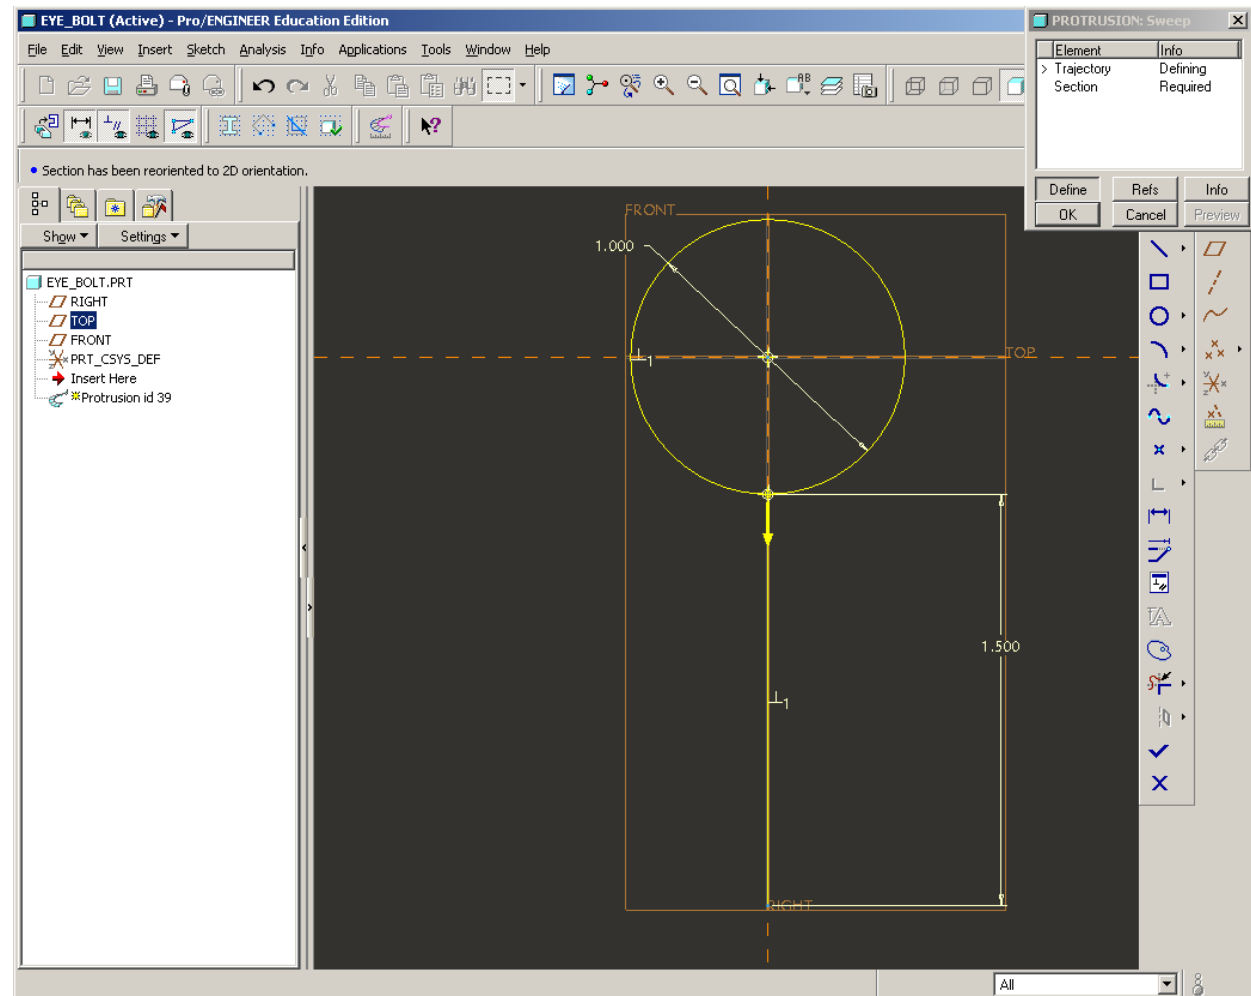 EYE_BOLT (Active) - Pro/ENGINEER Education Edition
PROTRUSION: Sweep
File Edit View Insert Sketch Analysis Info Applications Tools Window Help
Element Info
> Trajectory Defining
Section Required
Section has been reoriented to 2D orientation.
Define Refs Info
OK Cancel Preview
Show Settings
EYE_BOLT.PRT
RIGHT
TOP
FRONT
PRT_CSYS_DEF
Insert Here
Protrusion id 39
FRONT
1.000
TOP
1
1.500
1
RIGHT
All